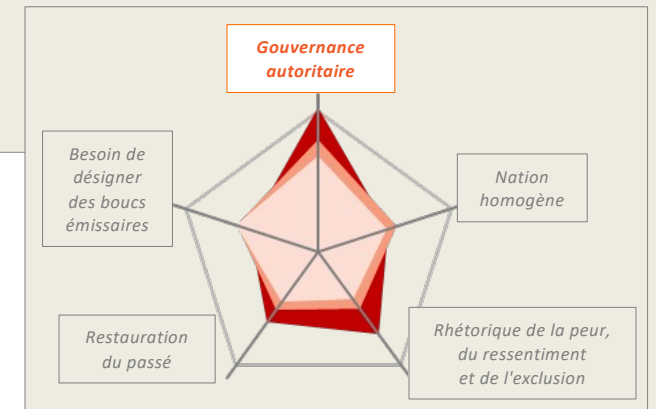 Gouvernance
autoritaire
Besoin de
désigner
des boucs
émissaires
Nation
homogène
Restauration
du passé
Rhétorique de la peur,
du ressentiment
et de l'exclusion